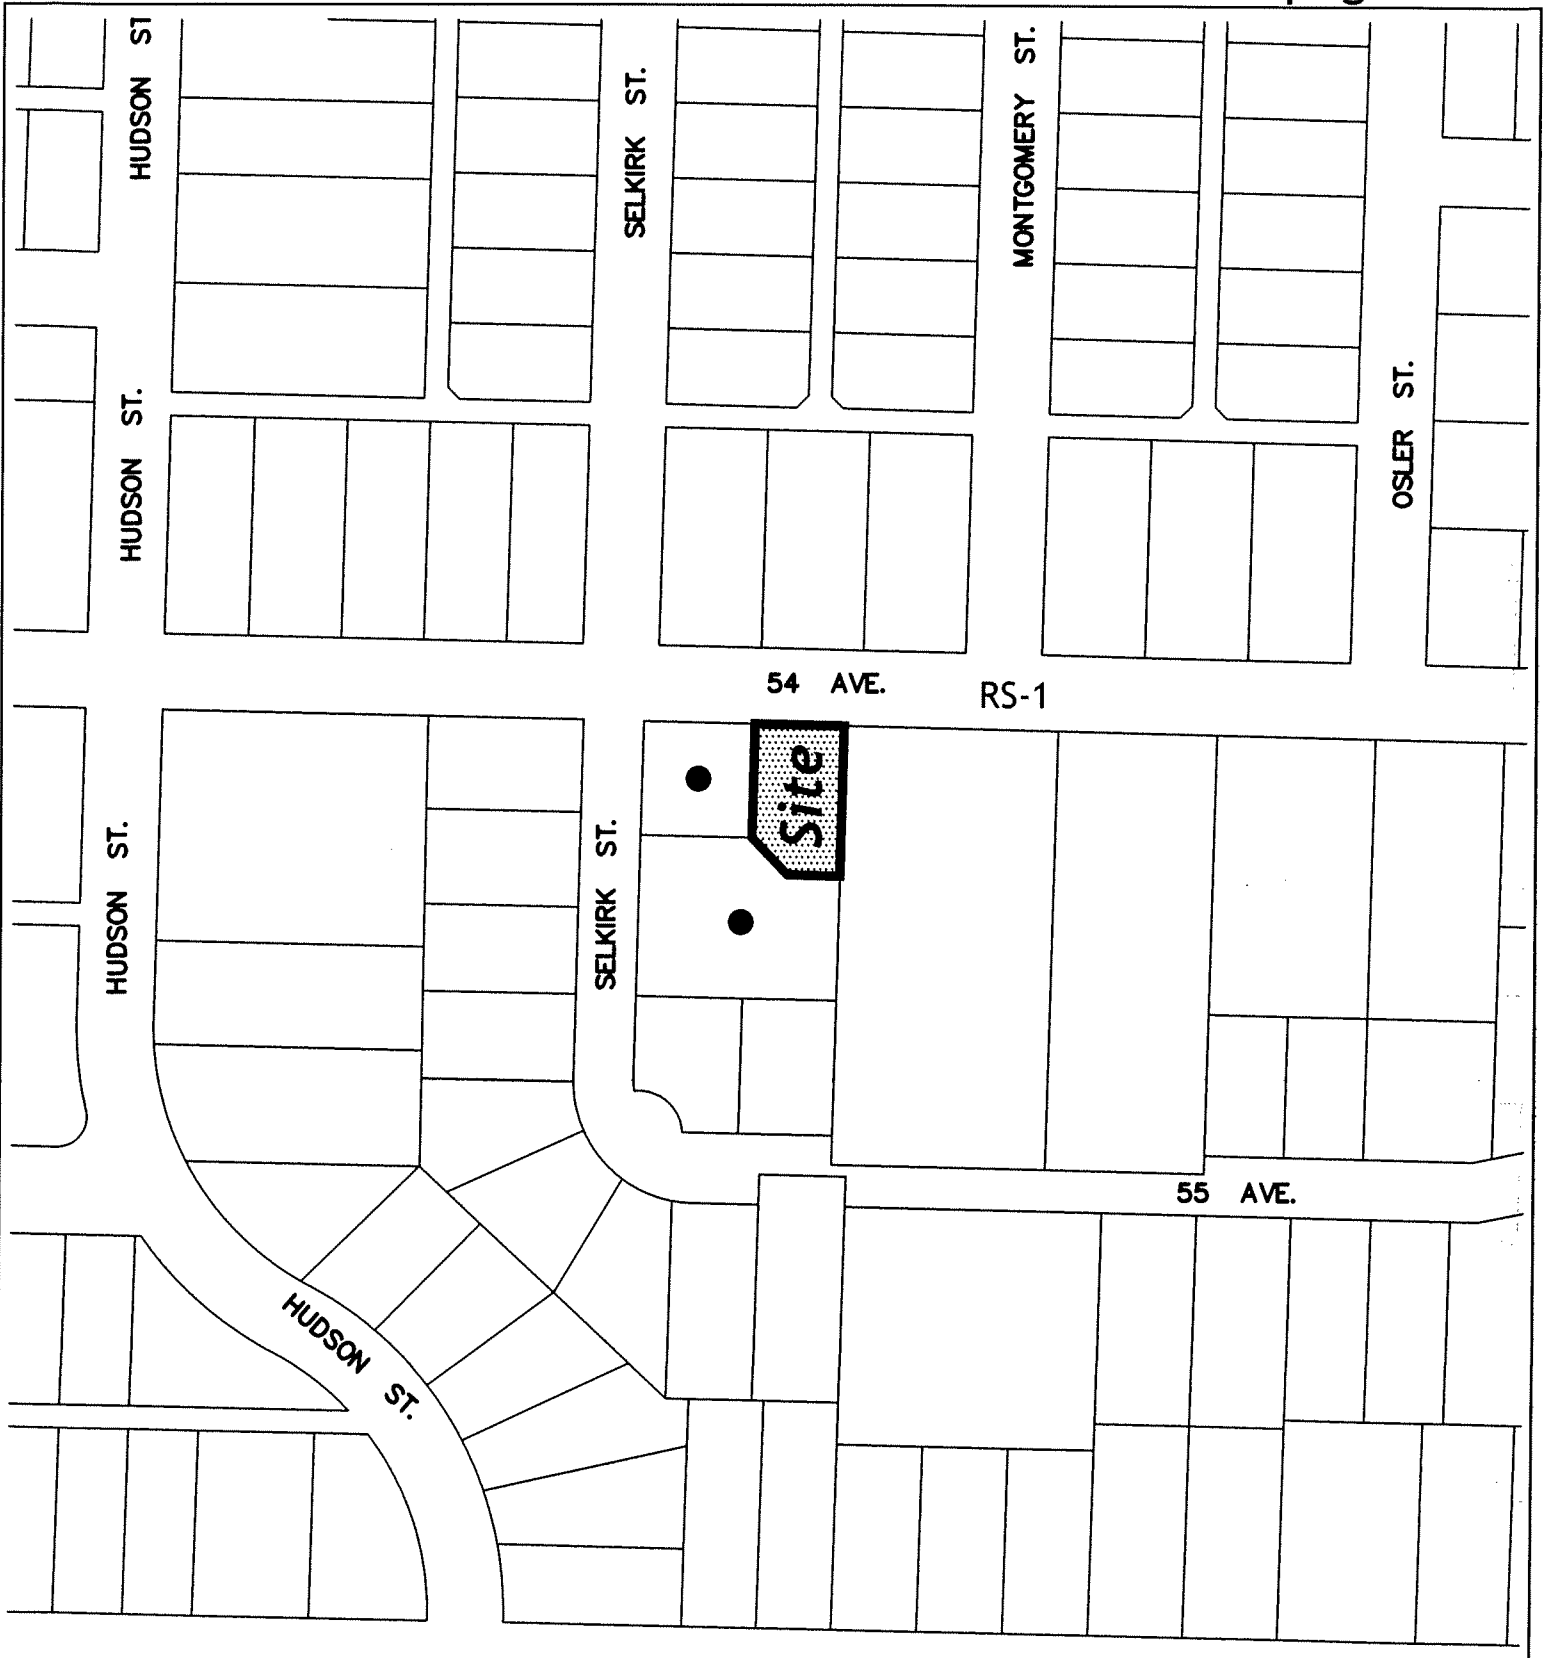 HUDSON ST
SELKIRK ST.
MONTGOMERY ST.
HUDSON ST.
OSLER ST.
54 AVE.
RS-1
Site
HUDSON ST.
SELKIRK ST.
55 AVE.
HUDSON ST.